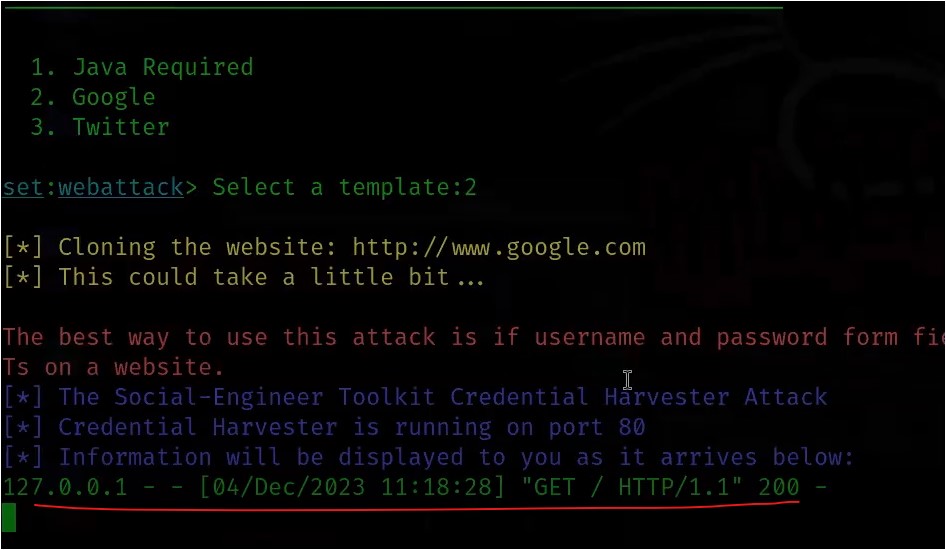 1. Java Required
2. Google
3. Twitter
set:webattack> Select a template:2
[*] Cloning the website: http://www.google.com
[*] This could take a little bit...
The best way to use this attack is if username and password form fie
Ts on a website.
[*] The Social-Engineer Toolkit Credential Harvester Attack
[*] Credential Harvester is running on port 80
[*] Information will be displayed to you as it arrives below:
127.0.0.1 - - [04/Dec/2023 11:18:28] "GET / HTTP/1.1" 200 -